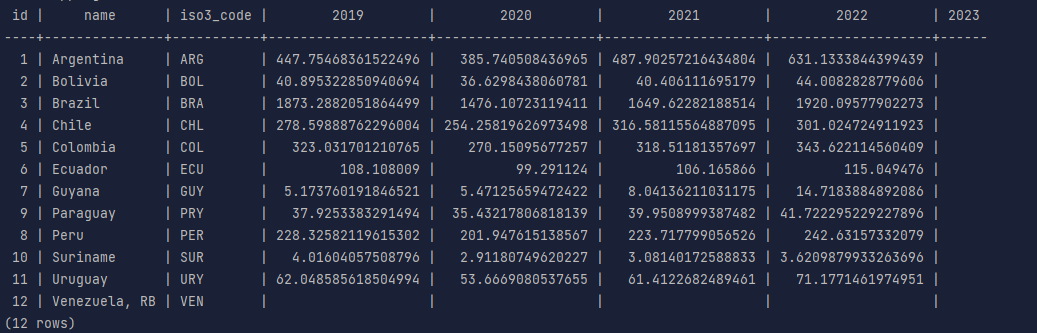 id |     name      | iso3_code |        2019        |        2020        |        2021        |        2022        | 2023
----+---------------+-----------+--------------------+--------------------+--------------------+--------------------+------
  1 | Argentina     | ARG       | 447.75468361522496 |   385.740508436965 | 487.90257216434804 |  631.1333844399439 |
  2 | Bolivia       | BOL       | 40.895322850940694 |   36.6298438060781 |   40.406111695179 |   44.0082828779606 |
  3 | Brazil        | BRA       | 1873.2882051864499 |   1476.10723119411 |   1649.62282188514 |   1920.09577902273 |
  4 | Chile         | CHL       | 278.59888762296004 | 254.25819626973498 | 316.58115564887095 |   301.024724911923 |
  5 | Colombia      | COL       |   323.031701210765 |    270.15095677257 |    318.51181357697 |   343.622114560409 |
  6 | Ecuador       | ECU       |         108.108009 |          99.291124 |         106.165866 |         115.049476 |
  7 | Guyana        | GUY       |  5.173760191846521 |   5.47125659472422 |   8.04136211031175 |   14.7183884892086 |
  9 | Paraguay      | PRY       |   37.9253383291494 |  35.43217806818139 |   39.9508999387482 | 41.722295229227896 |
  8 | Peru          | PER       | 228.32582119615302 |   201.947615138567 |   223.717799056526 |    242.63157332079 |
 10 | Suriname      | SUR       |   4.01604057508796 |   2.91180749620227 |   3.08140172588833 | 3.6209879933263696 |
 11 | Uruguay       | URY       | 62.048585618504994 |   53.6669080537655 |   61.4122682489461 |   71.1771461974951 |
 12 | Venezuela, RB | VEN       |                    |                    |                    |                    |
(12 rows)